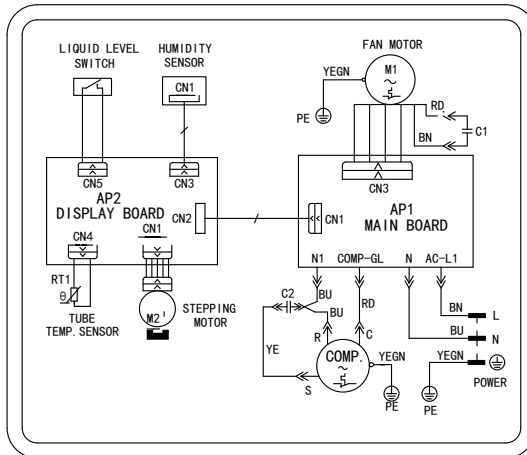 LIQUID LEVEL
SWITCH
HUMIDITY
SENSOR
FAN MOTOR
CN1
YEGN
M1
~
RD
C1
BN
PE
CN5
CN3
CN3
AP2
DISPLAY BOARD
CN2
CN1
AP1
MAIN BOARD
CN4
CN1
N1
COMP-GL
N
AC-L1
RT1
θ
C2
BU
BU
RD
BN
L
M2
STEPPING
MOTOR
TUBE
TEMP. SENSOR
R
C
BU
N
YE
COMP.
~
YEGN
YEGN
POWER
S
PE
PE